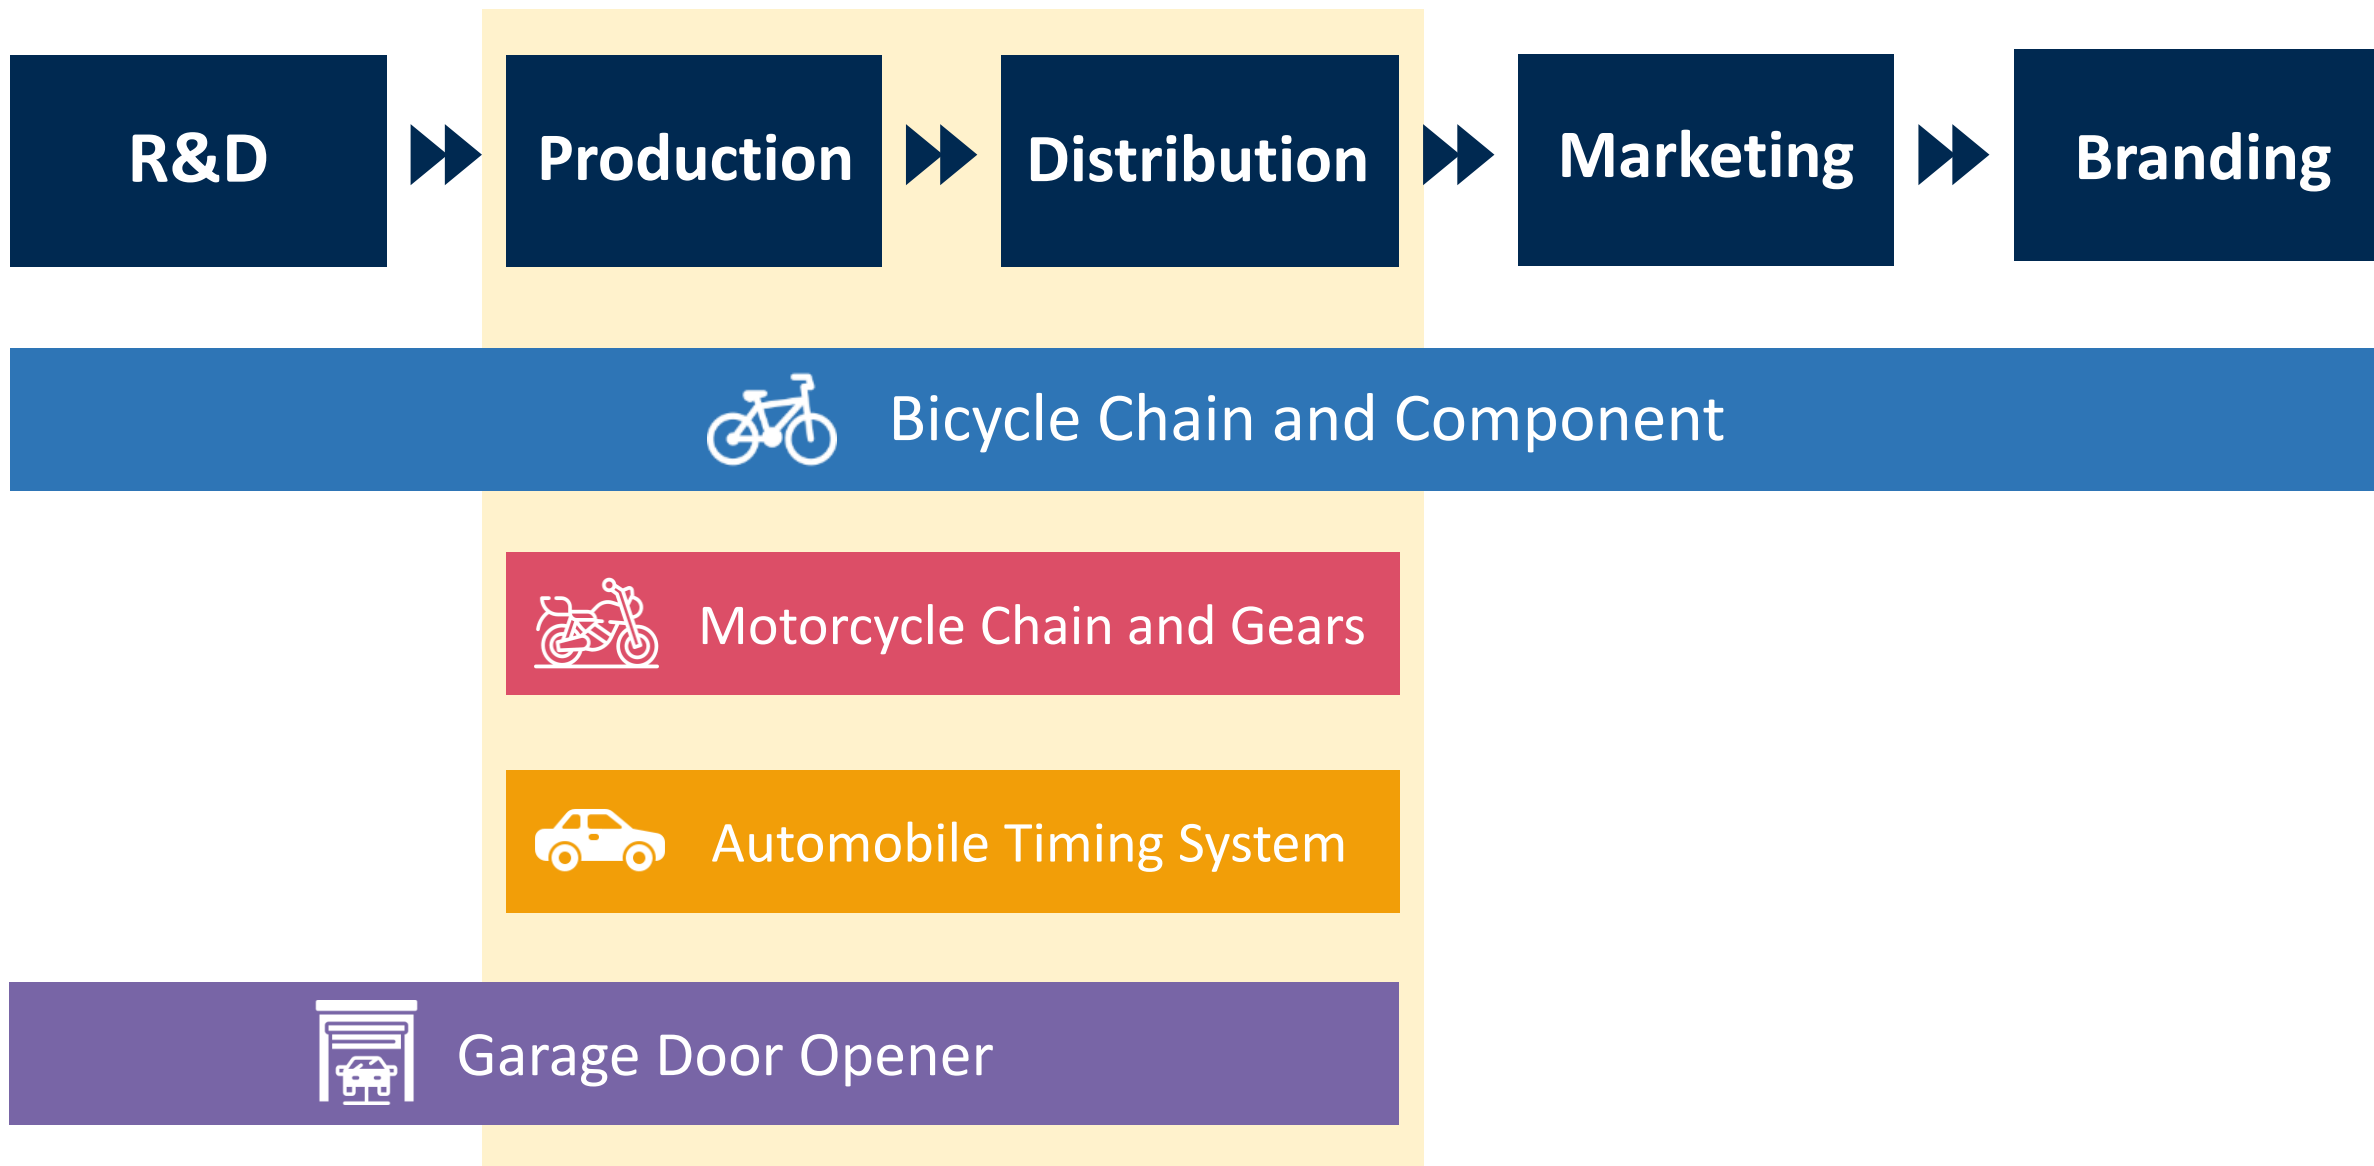 R&D
Production
Distribution
Marketing
Branding
Bicycle Chain and Component
Motorcycle Chain and Gears
Automobile Timing System
Garage Door Opener